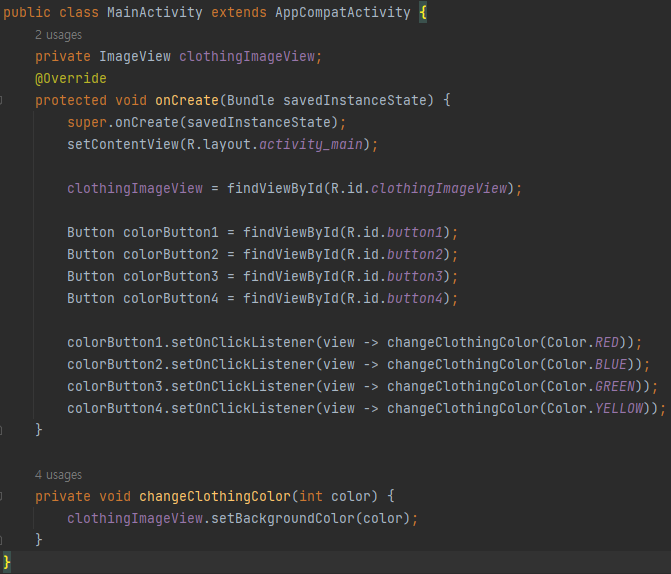 public class MainActivity extends AppCompatActivity {
2 usages
private ImageView clothingImageView;
@Override
protected void onCreate(Bundle savedInstanceState) {
super.onCreate(savedInstanceState);
setContentView(R.layout.activity_main);
clothingImageView = findViewById(R.id.clothingImageView);
Button colorButton1 = findViewById(R.id.button1);
Button colorButton2 = findViewById(R.id.button2);
Button colorButton3 = findViewById(R.id.button3);
Button colorButton4 = findViewById(R.id.button4);
colorButton1.setOnClickListener(view -> changeClothingColor(Color.RED));
colorButton2.setOnClickListener(view -> changeClothingColor(Color.BLUE));
colorButton3.setOnClickListener(view -> changeClothingColor(Color.GREEN));
colorButton4.setOnClickListener(view -> changeClothingColor(Color.YELLOW));
}
4 usages
private void changeClothingColor(int color) {
clothingImageView.setBackgroundColor(color);
}
}